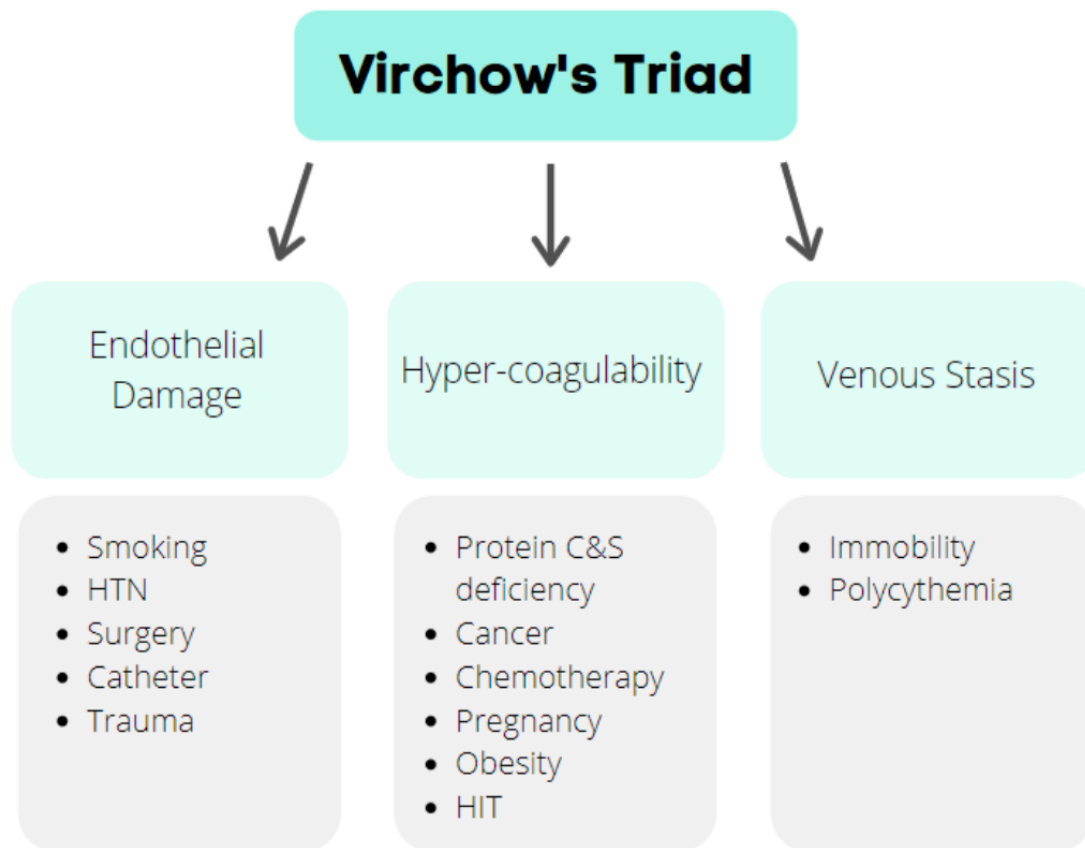 Virchow's Triad
Endothelial
Damage
Hyper-coagulability
Venous Stasis
• Smoking
• HTN
• Surgery
• Catheter
• Trauma
• Protein C&S
deficiency
• Cancer
• Chemotherapy
• Pregnancy
• Obesity
• HIT
• Immobility
• Polycythemia